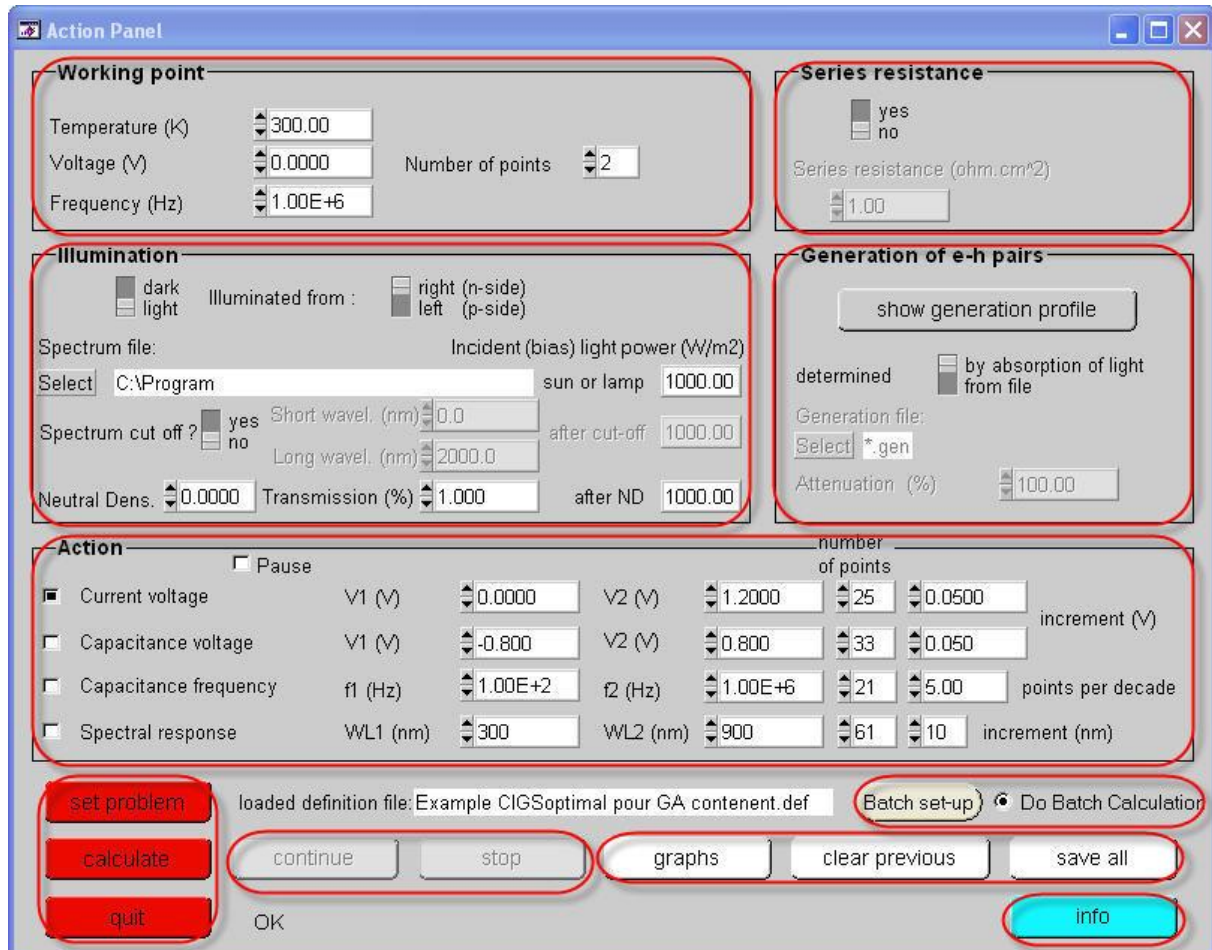 Action Panel
Working point
Temperature (K) 300.00
Voltage (V) 0.0000 Number of points 2
Frequency (Hz) 1.00E+6
Series resistance
yes
no
Series resistance (ohm.cm^2)
1.00
Illumination
dark
light
Illuminated from :
right (n-side)
left (p-side)
Spectrum file: Incident (bias) light power (W/m2)
Select C:\Program sun or lamp 1000.00
Spectrum cut off ? yes
no
Short wavel. (nm) 0.0
Long wavel. (nm) 2000.0
after cut-off 1000.00
Neutral Dens. 0.0000 Transmission (%) 1.000 after ND 1000.00
Generation of e-h pairs
show generation profile
determined
by absorption of light
from file
Generation file:
Select *.gen
Attenuation (%) 100.00
Action
Pause
number
of points
Current voltage V1 (V) 0.0000 V2 (V) 1.2000 25 0.0500
increment (V)
Capacitance voltage V1 (V) -0.800 V2 (V) 0.800 33 0.050
Capacitance frequency f1 (Hz) 1.00E+2 f2 (Hz) 1.00E+6 21 5.00 points per decade
Spectral response WL1 (nm) 300 WL2 (nm) 900 61 10 increment (nm)
set problem loaded definition file: Example CIGSoptimal pour GA contenent.def Batch set-up Do Batch Calculation
calculate continue stop graphs clear previous save all
quit OK info